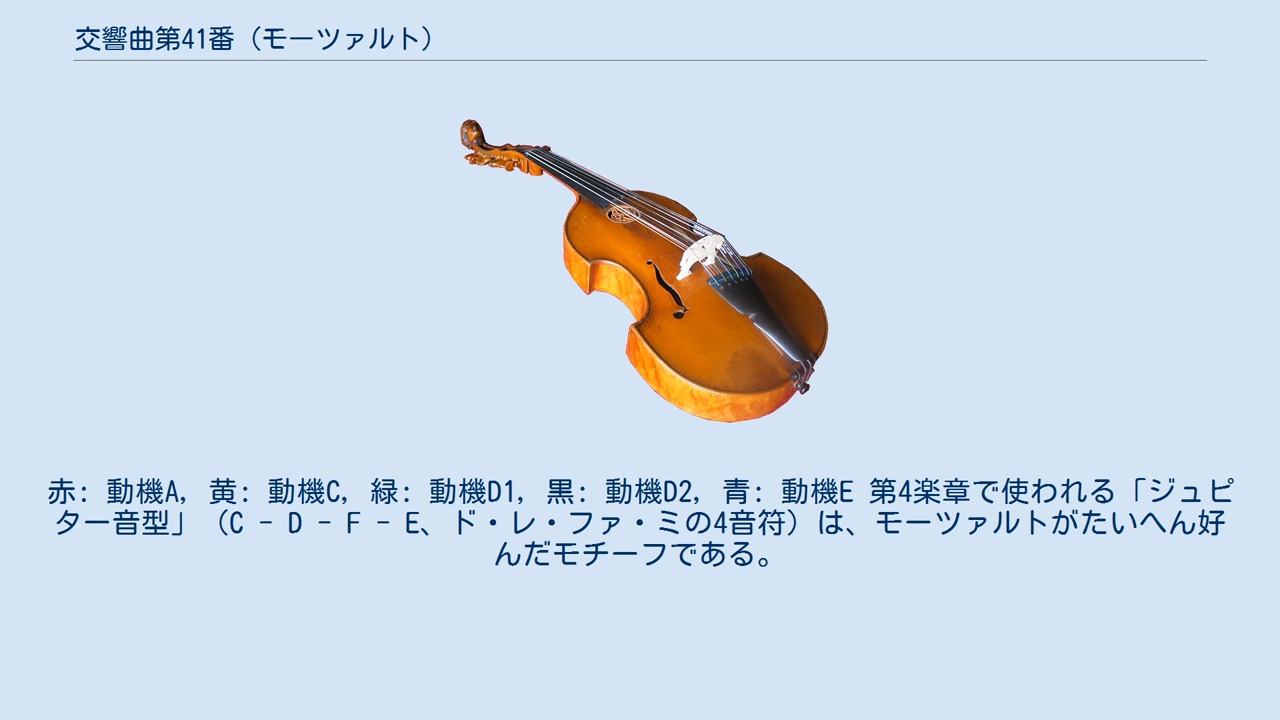 交響曲第41番（モーツァルト）
赤: 動機A, 黄: 動機C, 緑: 動機D1, 黒: 動機D2, 青: 動機E 第4楽章で使われる「ジュピ
ター音型」（C - D - F - E、ド・レ・ファ・ミの4音符）は、モーツァルトがたいへん好
んだモチーフである。